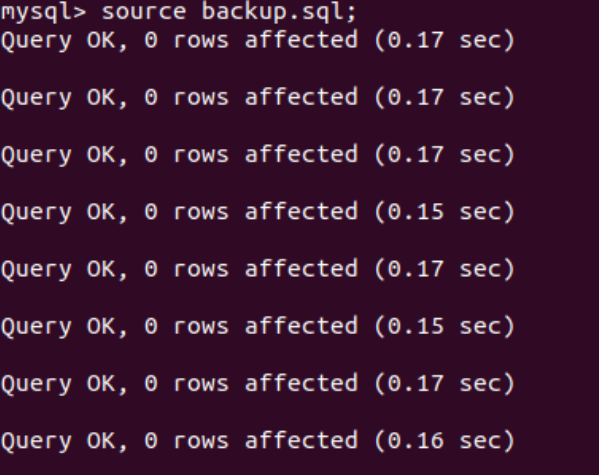 mysql> source backup.sql;
Query OK, 0 rows affected (0.17 sec)
Query OK, 0 rows affected (0.17 sec)
Query OK, 0 rows affected (0.17 sec)
Query OK, 0 rows affected (0.15 sec)
Query OK, 0 rows affected (0.17 sec)
Query OK, 0 rows affected (0.15 sec)
Query OK, 0 rows affected (0.17 sec)
Query OK, 0 rows affected (0.16 sec)